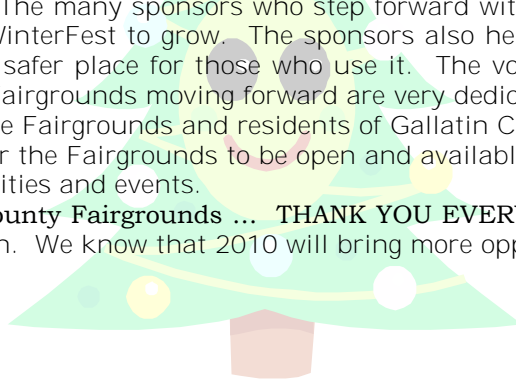 The many sponsors who step forward wit
WinterFest to grow. The sponsors also he
safer place for those who use it. The vo
airgrounds moving forward are very dedic
e Fairgrounds and residents of Gallatin C
r the Fairgrounds to be open and availabl
ities and events.
ounty Fairgrounds ... THANK YOU EVER
n. We know that 2010 will bring more opp